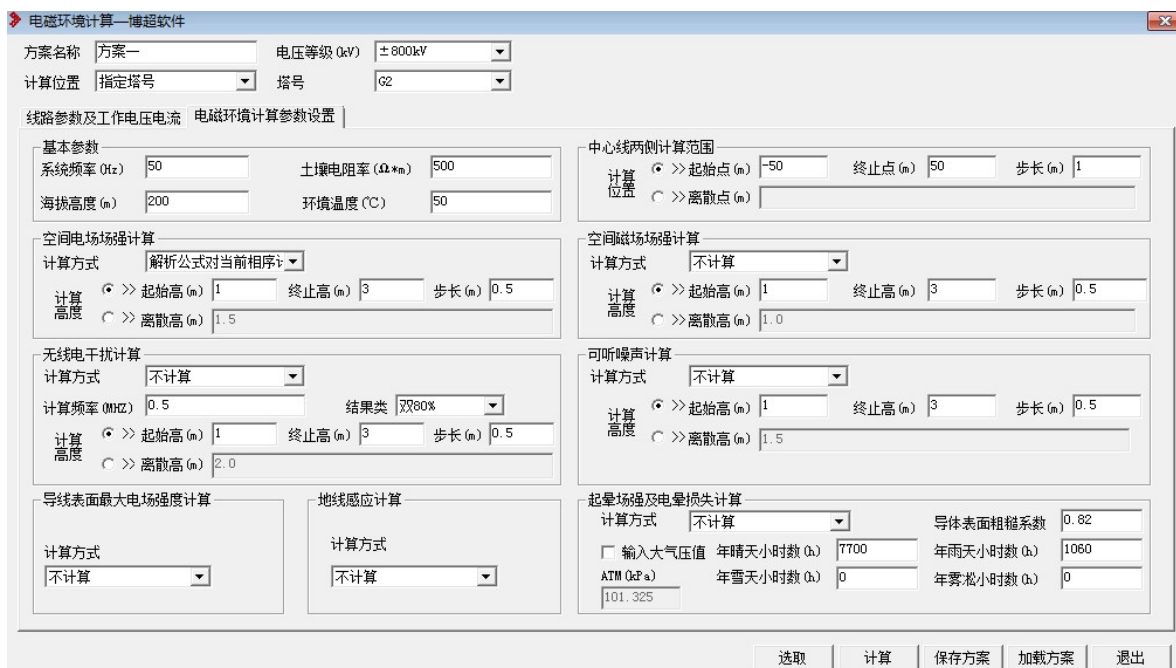 电磁环境计算—博超软件
方案名称 方案一 电压等级(kV) ±800kV
计算位置 指定塔号 塔号 G2
线路参数及工作电压电流 电磁环境计算参数设置
基本参数
系统频率(Hz) 50 土壤电阻率(Ω*m) 500
海拔高度(m) 200 环境温度(℃) 50
中心线两侧计算范围
计算位置 >>起始点(m) -50 终止点(m) 50 步长(m) 1
>>离散点(m)
空间电场场强计算
计算方式 解析公式对当前相序计
计算高度 >> 起始高(m) 1 终止高(m) 3 步长(m) 0.5
>> 离散高(m) 1.5
空间磁场场强计算
计算方式 不计算
计算高度 >>起始高(m) 1 终止高(m) 3 步长(m) 0.5
>>离散高(m) 1.0
无线电干扰计算
计算方式 不计算
计算频率(MHZ) 0.5 结果类 双80%
计算高度 >> 起始高(m) 1 终止高(m) 3 步长(m) 0.5
>> 离散高(m) 2.0
可听噪声计算
计算方式 不计算
计算高度 >>起始高(m) 1 终止高(m) 3 步长(m) 0.5
>>离散高(m) 1.5
导线表面最大电场强度计算
计算方式
不计算
地线感应计算
计算方式
不计算
起晕场强及电晕损失计算
计算方式 不计算 导体表面粗糙系数 0.82
输入大气压值 年晴天小时数(h) 7700 年雨天小时数(h) 1060
ATM(kPa) 年雪天小时数(h) 0 年雾凇小时数(h) 0
101.325
选取 计算 保存方案 加载方案 退出